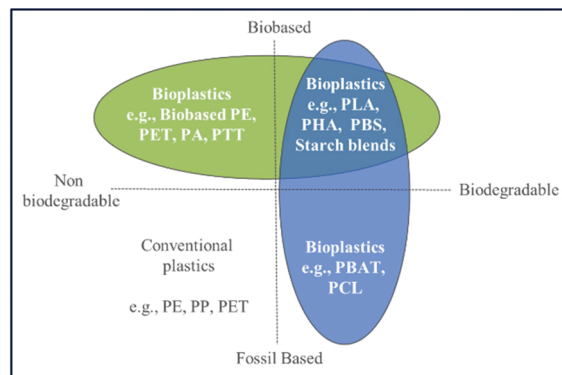 Biobased
Bioplastics
e.g., Biobased PE,
PET, PA, PTT
Bioplastics
e.g., PLA,
PHA, PBS,
Starch blends
Non
biodegradable
Biodegradable
Conventional
plastics
e.g., PE, PP, PET
Bioplastics
e.g., PBAT,
PCL
Fossil Based